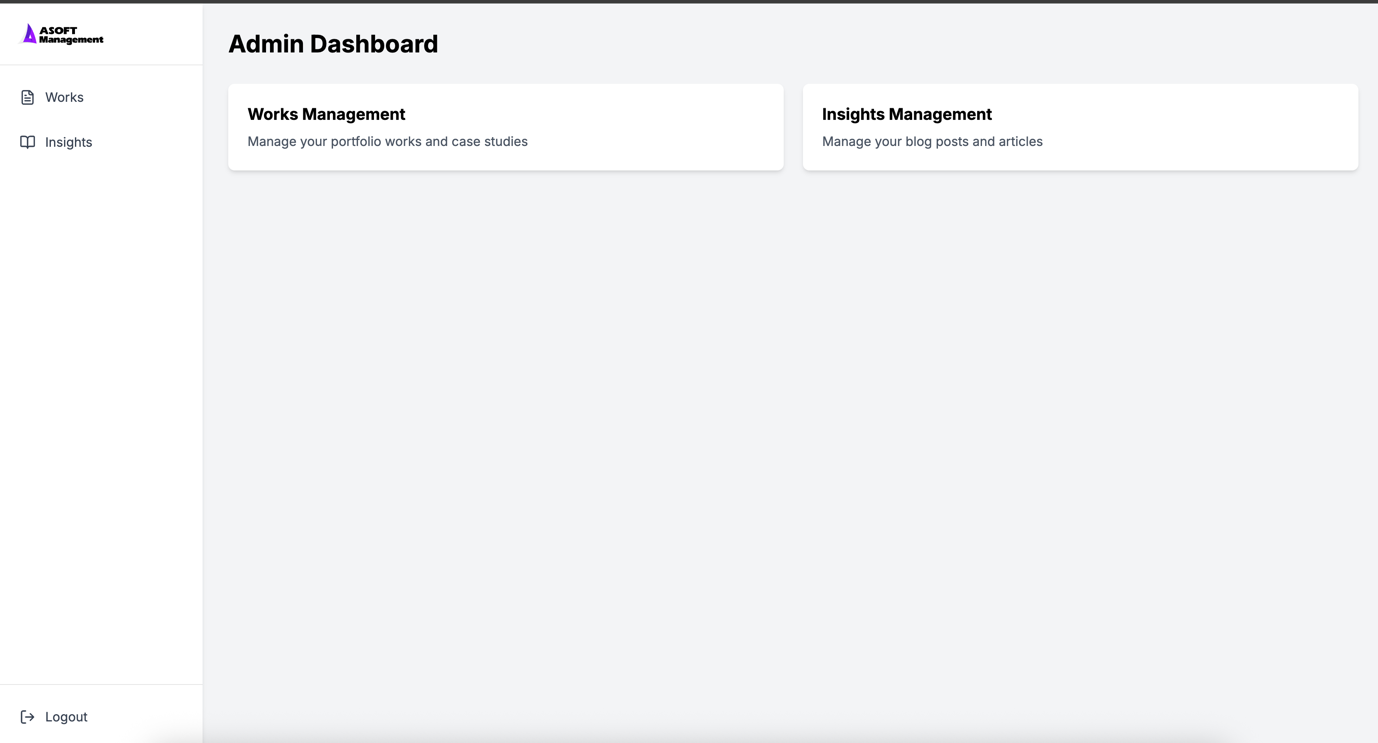 ASOFT
Management
Works
Insights
Logout
Admin Dashboard
Works Management
Manage your portfolio works and case studies
Insights Management
Manage your blog posts and articles